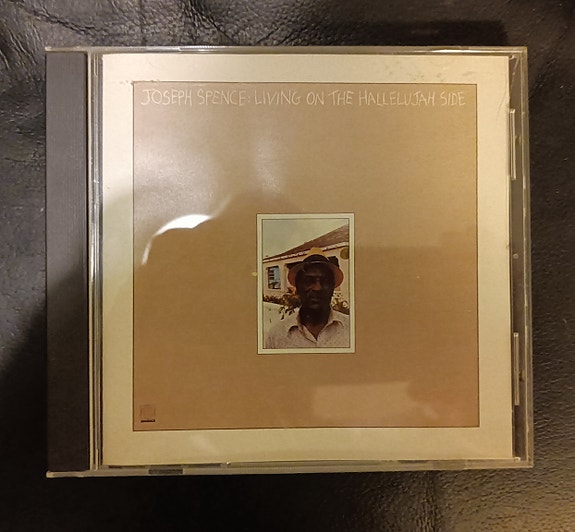 JOSEPH SPENCE: LIVING ON THE HALLELUJAH SIDE